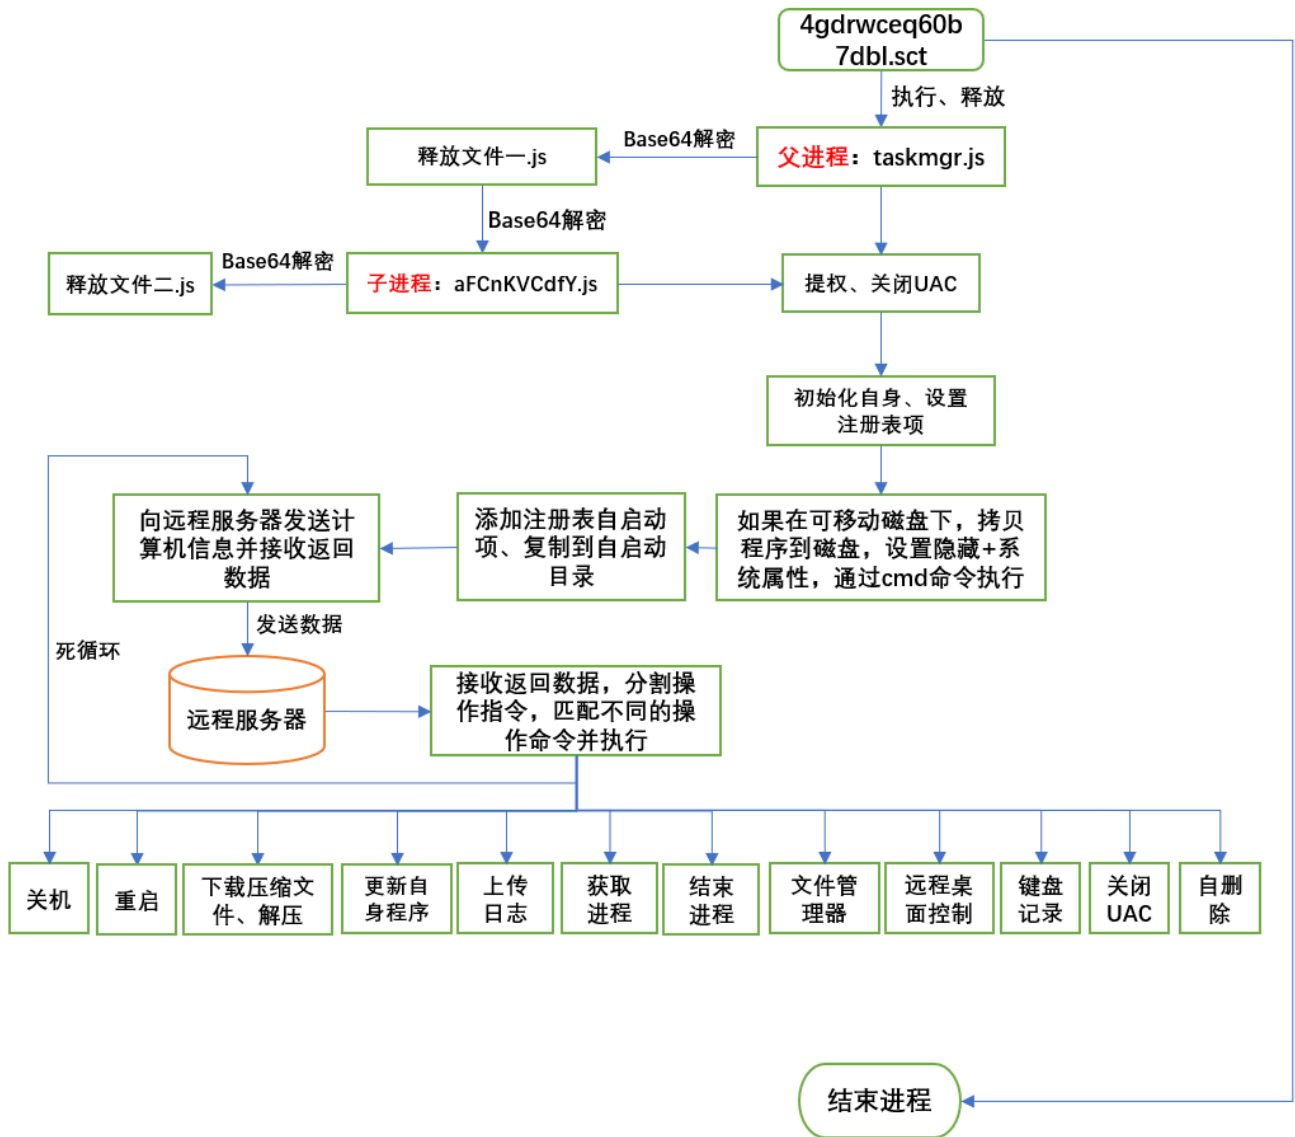 4gdrwceq60b
7dbl.sct
执行、释放
父进程：taskmgr.js
Base64解密
释放文件一.js
Base64解密
子进程：aFCnKVCdfY.js
Base64解密
释放文件二.js
提权、关闭UAC
初始化自身、设置
注册表项
如果在可移动磁盘下，拷贝
程序到磁盘，设置隐藏+系
统属性，通过cmd命令执行
添加注册表自启动
项、复制到自启动
目录
向远程服务器发送计
算机信息并接收返回
数据
发送数据
死循环
远程服务器
接收返回数据，分割操
作指令，匹配不同的操
作命令并执行
关机
重启
下载压缩文
件、解压
更新自
身程序
上传
日志
获取
进程
结束
进程
文件管
理器
远程桌
面控制
键盘
记录
关闭
UAC
自删
除
结束进程